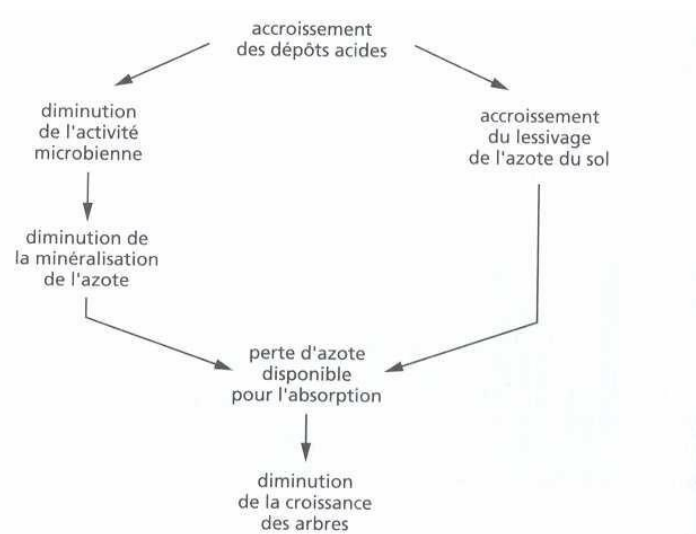 accroissement
des dépôts acides
diminution
de l'activité
microbienne
accroissement
du lessivage
de l'azote du sol
diminution de
la minéralisation
de l'azote
perte d'azote
disponible
pour l'absorption
diminution
de la croissance
des arbres